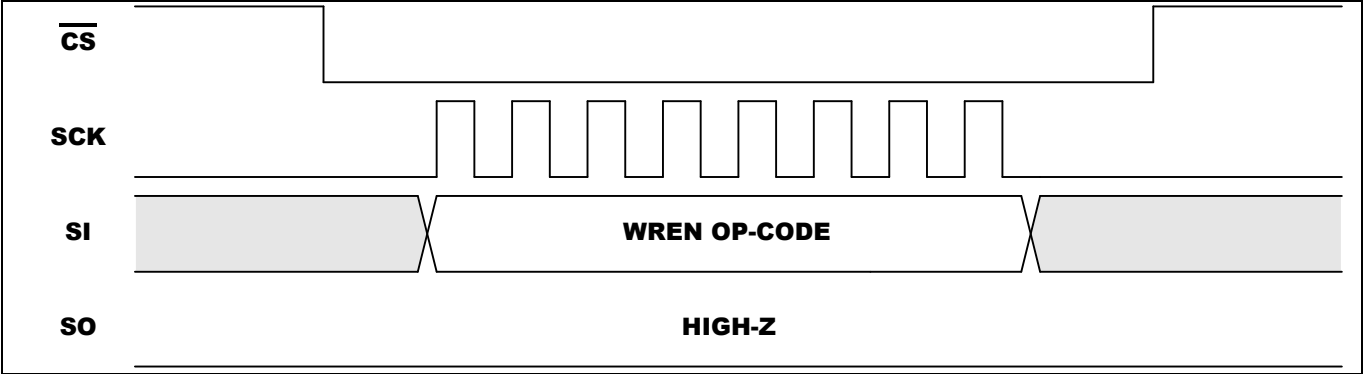 CS
SCK
SI
WREN OP-CODE
SO
HIGH-Z